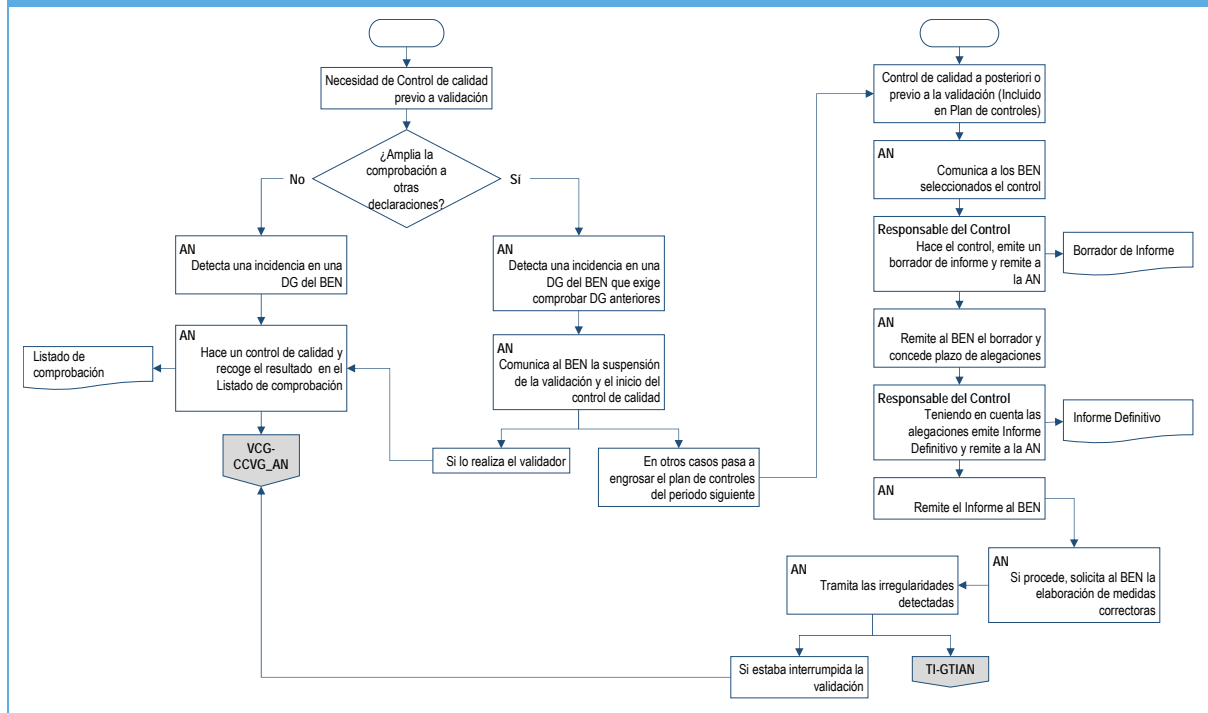 Necesidad de Control de calidad
previo a validación
¿Amplia la
comprobación a
otras
declaraciones?
No
Sí
AN
Detecta una incidencia en una
DG del BEN
AN
Detecta una incidencia en una
DG del BEN que exige
comprobar DG anteriores
AN
Hace un control de calidad y
recoge el resultado en el
Listado de comprobación
Listado de
comprobación
AN
Comunica al BEN la suspensión
de la validación y el inicio del
control de calidad
VCG-
CCVG_AN
Si lo realiza el validador
En otros casos pasa a
engrosar el plan de controles
del periodo siguiente
Control de calidad a posteriori o
previo a la validación (Incluido
en Plan de controles)
AN
Comunica a los BEN
seleccionados el control
Responsable del Control
Hace el control, emite un
borrador de informe y remite a
la AN
Borrador de Informe
AN
Remite al BEN el borrador y
concede plazo de alegaciones
Responsable del Control
Teniendo en cuenta las
alegaciones emite Informe
Definitivo y remite a la AN
Informe Definitivo
AN
Remite el Informe al BEN
AN
Si procede, solicita al BEN la
elaboración de medidas
correctoras
AN
Tramita las irregularidades
detectadas
Si estaba interrumpida la
validación
TI-GTIAN